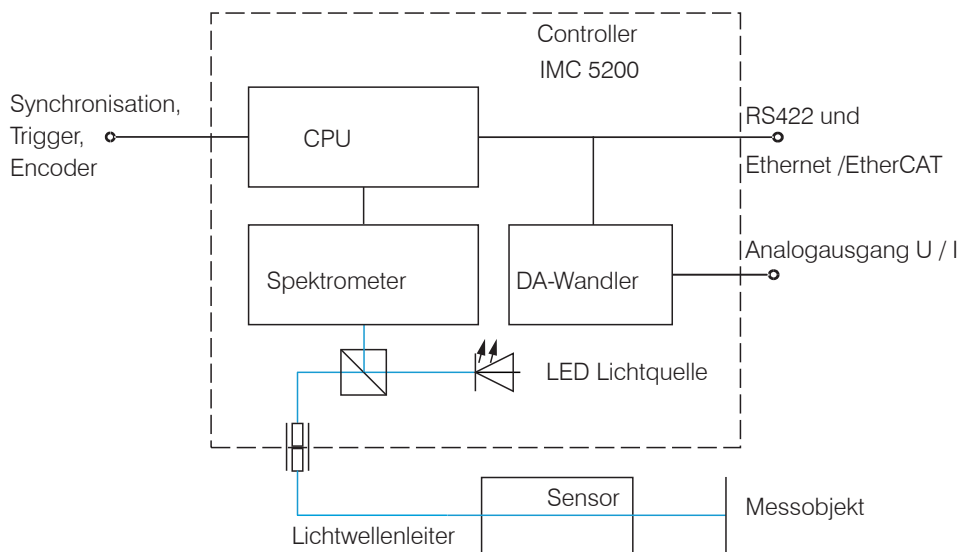 Controller
IMC 5200
Synchronisation,
Trigger,
Encoder
CPU
RS422 und
Ethernet /EtherCAT
Spektrometer
DA-Wandler
Analogausgang U / I
LED Lichtquelle
Sensor
Messobjekt
Lichtwellenleiter